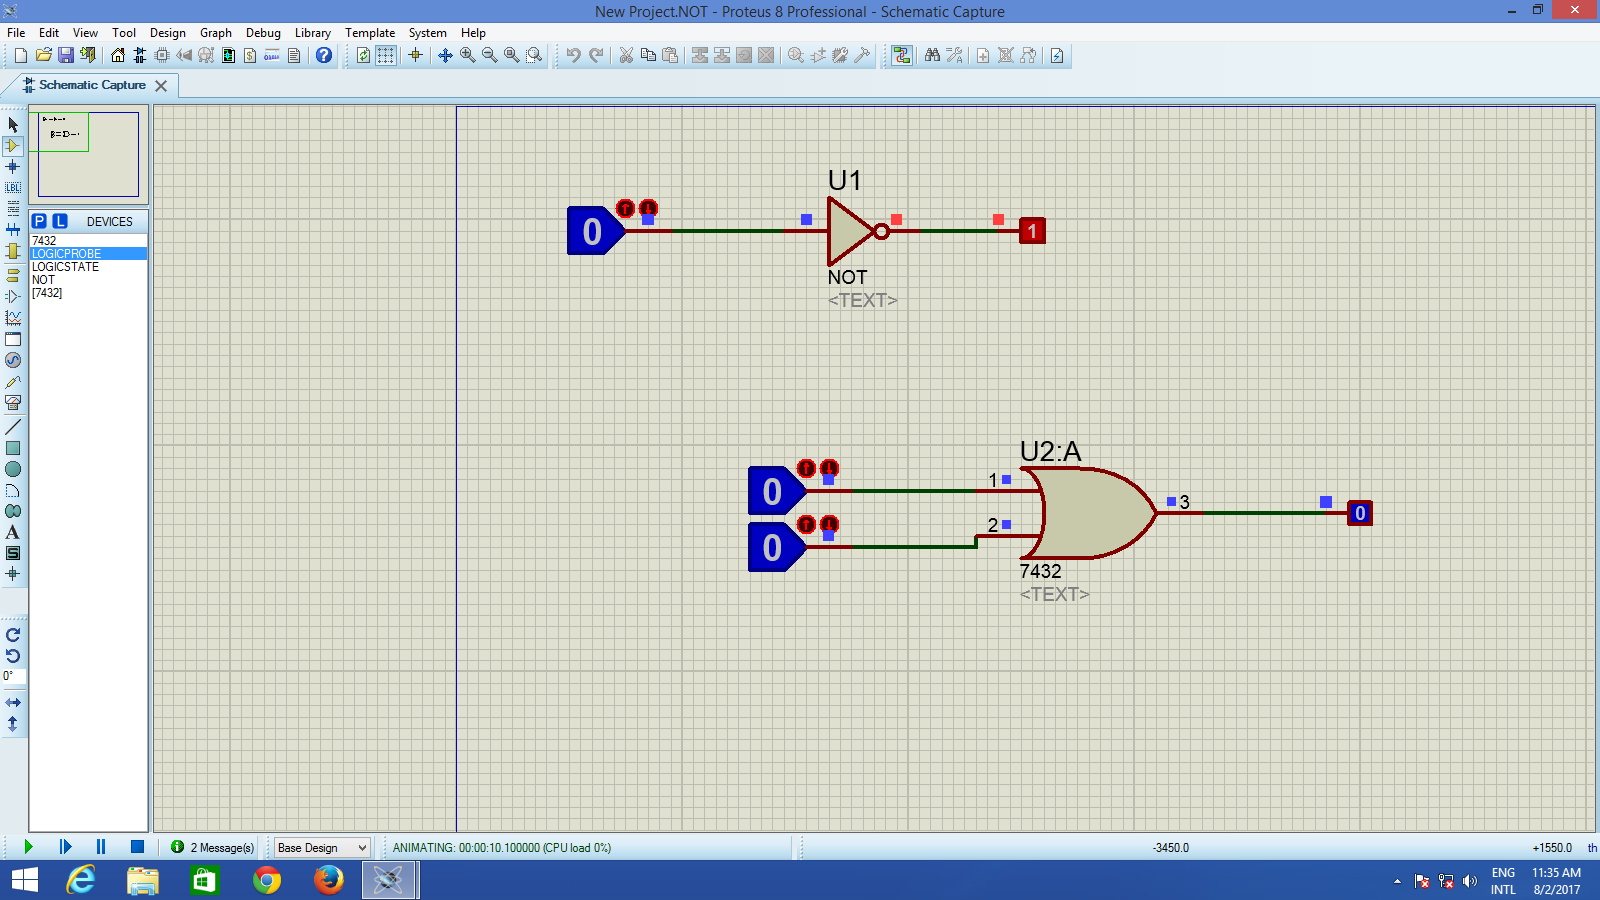 New Project.NOT - Proteus 8 Professional - Schematic Capture
File Edit View Tool Design Graph Debug Library Template System Help
Schematic Capture
P L DEVICES
7432
LOGICPROBE
LOGICSTATE
NOT
[7432]
LBL
A
S
0°
U1
0
1
NOT
<TEXT>
U2:A
0
1
0
2
3
0
7432
<TEXT>
2 Message(s)
Base Design
ANIMATING: 00:00:10.100000 (CPU load 0%)
-3450.0
+1550.0 th
ENG
INTL
11:35 AM
8/2/2017